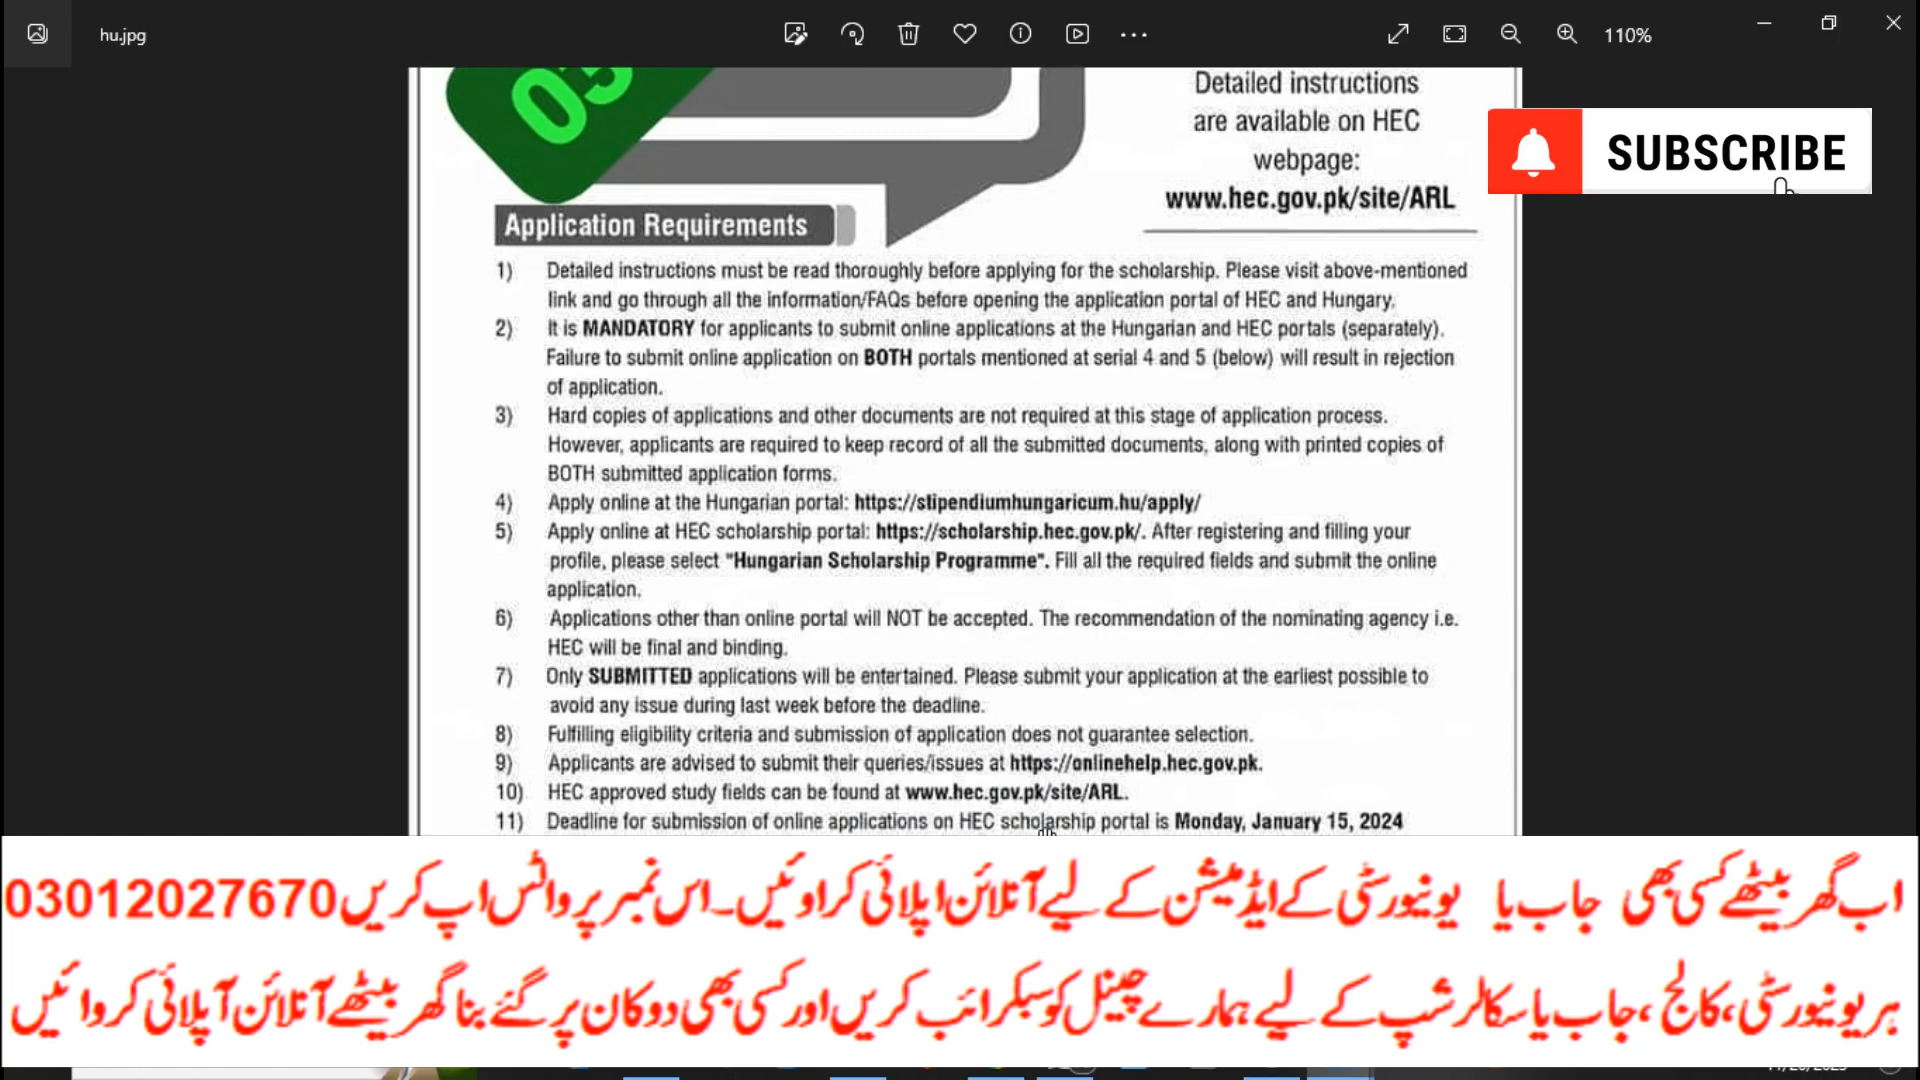 hu.jpg
110%
Detailed instructions
are available on HEC
webpage:
www.hec.gov.pk/site/ARL
SUBSCRIBE
Application Requirements
1) Detailed instructions must be read thoroughly before applying for the scholarship. Please visit above-mentioned
link and go through all the information/FAQs before opening the application portal of HEC and Hungary.
2) It is MANDATORY for applicants to submit online applications at the Hungarian and HEC portals (separately).
Failure to submit online application on BOTH portals mentioned at serial 4 and 5 (below) will result in rejection
of application.
3) Hard copies of applications and other documents are not required at this stage of application process.
However, applicants are required to keep record of all the submitted documents, along with printed copies of
BOTH submitted application forms.
4) Apply online at the Hungarian portal: https://stipendiumhungaricum.hu/apply/
5) Apply online at HEC scholarship portal: https://scholarship.hec.gov.pk/. After registering and filling your
profile, please select "Hungarian Scholarship Programme". Fill all the required fields and submit the online
application.
6) Applications other than online portal will NOT be accepted. The recommendation of the nominating agency i.e.
HEC will be final and binding.
7) Only SUBMITTED applications will be entertained. Please submit your application at the earliest possible to
avoid any issue during last week before the deadline.
8) Fulfilling eligibility criteria and submission of application does not guarantee selection.
9) Applicants are advised to submit their queries/issues at https://onlinehelp.hec.gov.pk.
10) HEC approved study fields can be found at www.hec.gov.pk/site/ARL.
11) Deadline for submission of online applications on HEC scholarship portal is Monday, January 15, 2024
اب گھر بیٹھے کسی بھی جاب یا یونیورسٹی کے ایڈمیشن کے لیے آنلائن اپلائی کراوئیں۔اس نمبر پر واٹس اپ کریں 03012027670
ہر یونیورسٹی، کالج ،جاب یا سکالر شپ کے لیے ہمارے چینل کو سبکرائب کریں اور کسی بھی دوکان پر گئے بنا گھر بیٹھے آنلائن آپلائی کروائیں